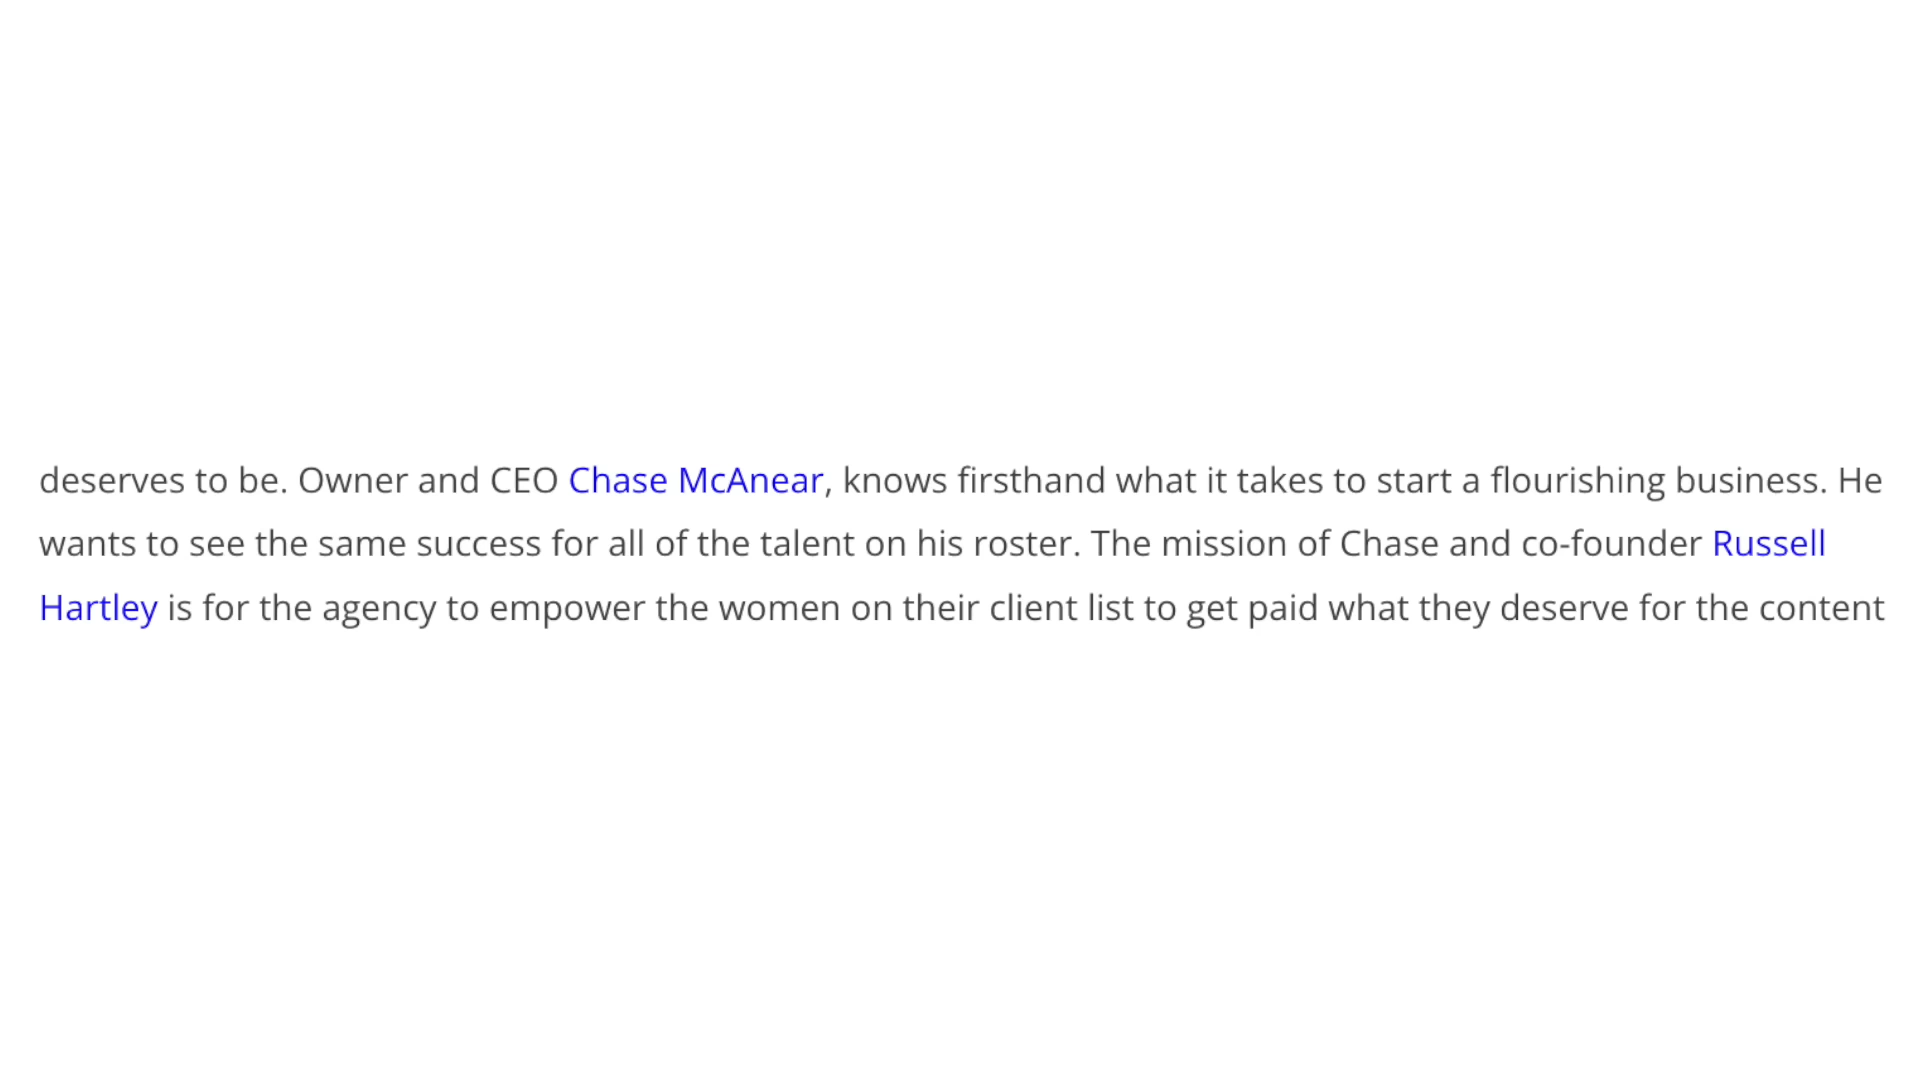 deserves to be. Owner and CEO Chase McAnear, knows firsthand what it takes to start a flourishing business. He
wants to see the same success for all of the talent on his roster. The mission of Chase and co-founder Russell
Hartley is for the agency to empower the women on their client list to get paid what they deserve for the content